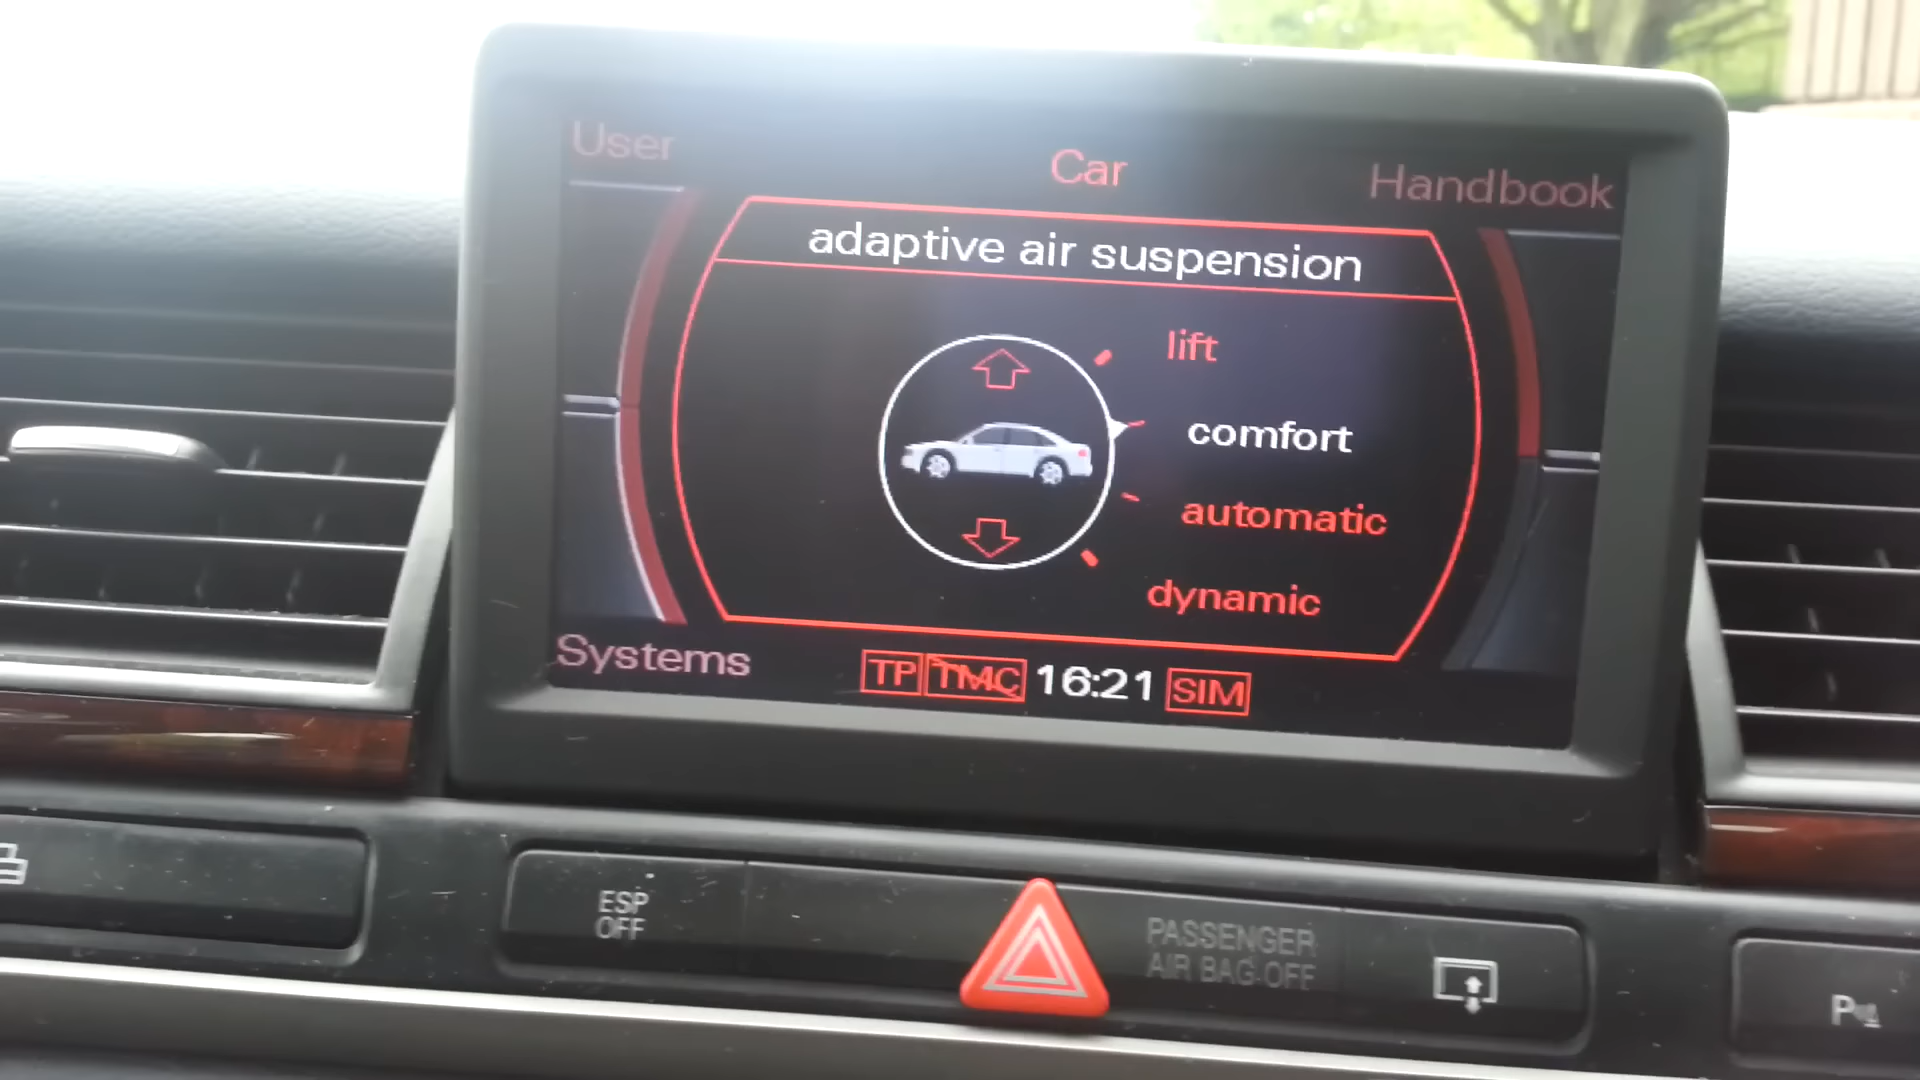 User
Car
Handbook
adaptive air suspension
lift
comfort
automatic
dynamic
Systems
TP TMC 16:21 SIM
ESP
OFF
PASSENGER
AIR BAG OFF
P